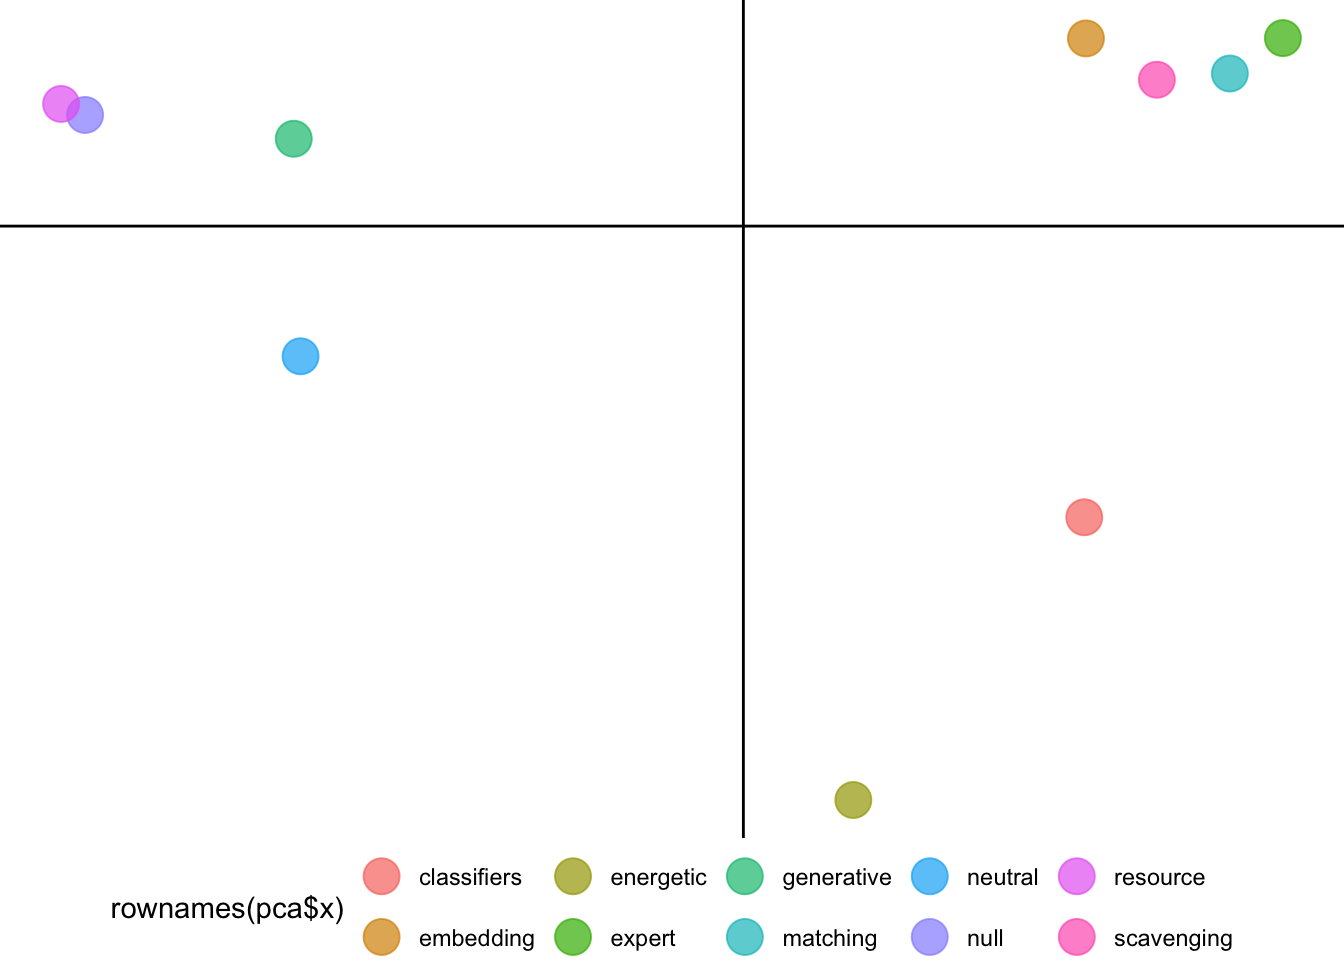 classifiers energetic generative neutral resource
rownames(pca$x)
embedding expert matching null scavenging